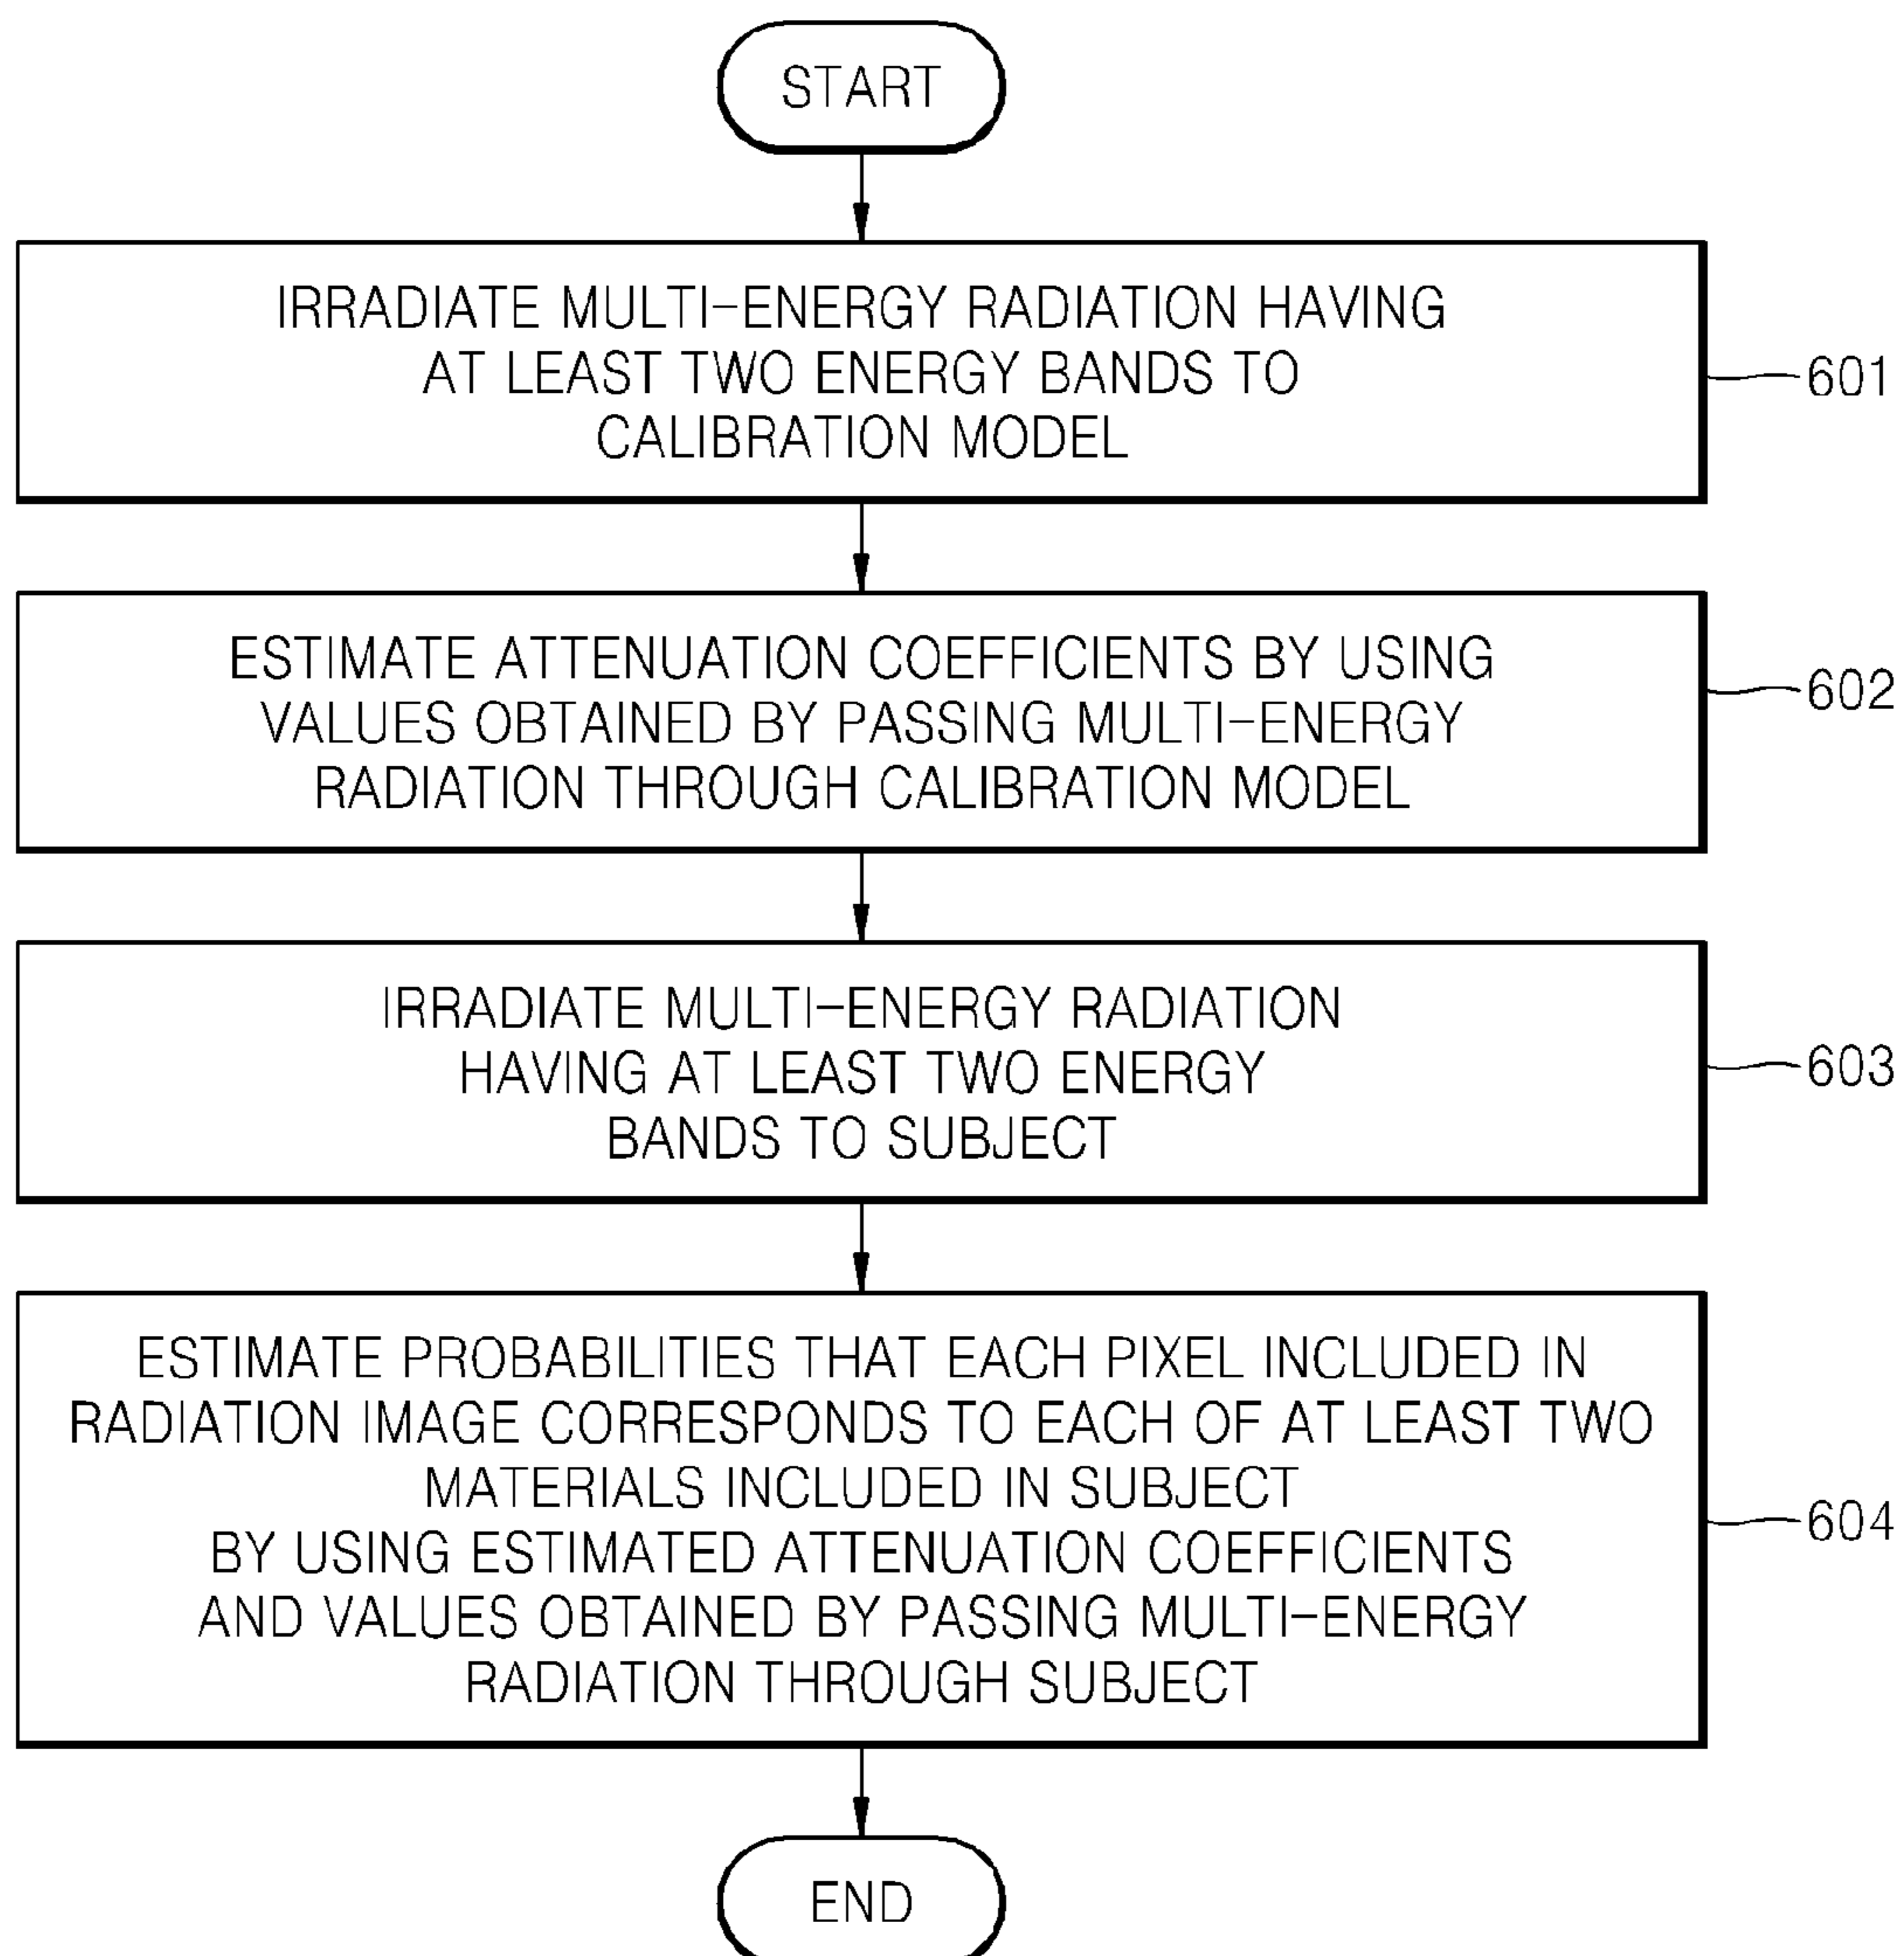 START
IRRADIATE MULTI-ENERGY RADIATION HAVING
AT LEAST TWO ENERGY BANDS TO
CALIBRATION MODEL
601
ESTIMATE ATTENUATION COEFFICIENTS BY USING
VALUES OBTAINED BY PASSING MULTI-ENERGY
RADIATION THROUGH CALIBRATION MODEL
602
IRRADIATE MULTI-ENERGY RADIATION
HAVING AT LEAST TWO ENERGY
BANDS TO SUBJECT
603
ESTIMATE PROBABILITIES THAT EACH PIXEL INCLUDED IN
RADIATION IMAGE CORRESPONDS TO EACH OF AT LEAST TWO
MATERIALS INCLUDED IN SUBJECT
BY USING ESTIMATED ATTENUATION COEFFICIENTS
AND VALUES OBTAINED BY PASSING MULTI-ENERGY
RADIATION THROUGH SUBJECT
604
END